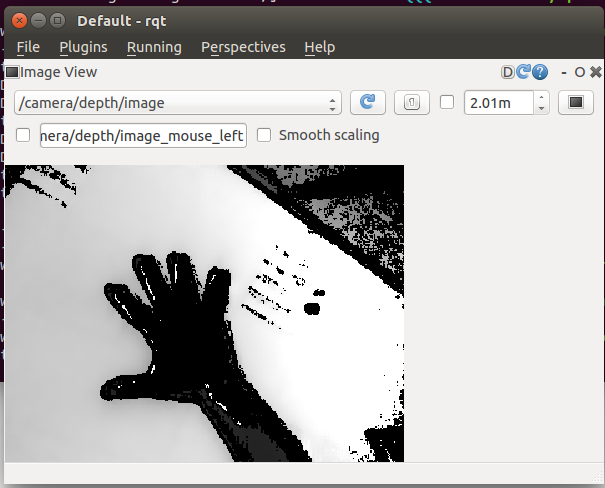 Default - rqt
File Plugins Running Perspectives Help
Image View D ? - O
/camera/depth/image 1 2.01m
nera/depth/image_mouse_left Smooth scaling